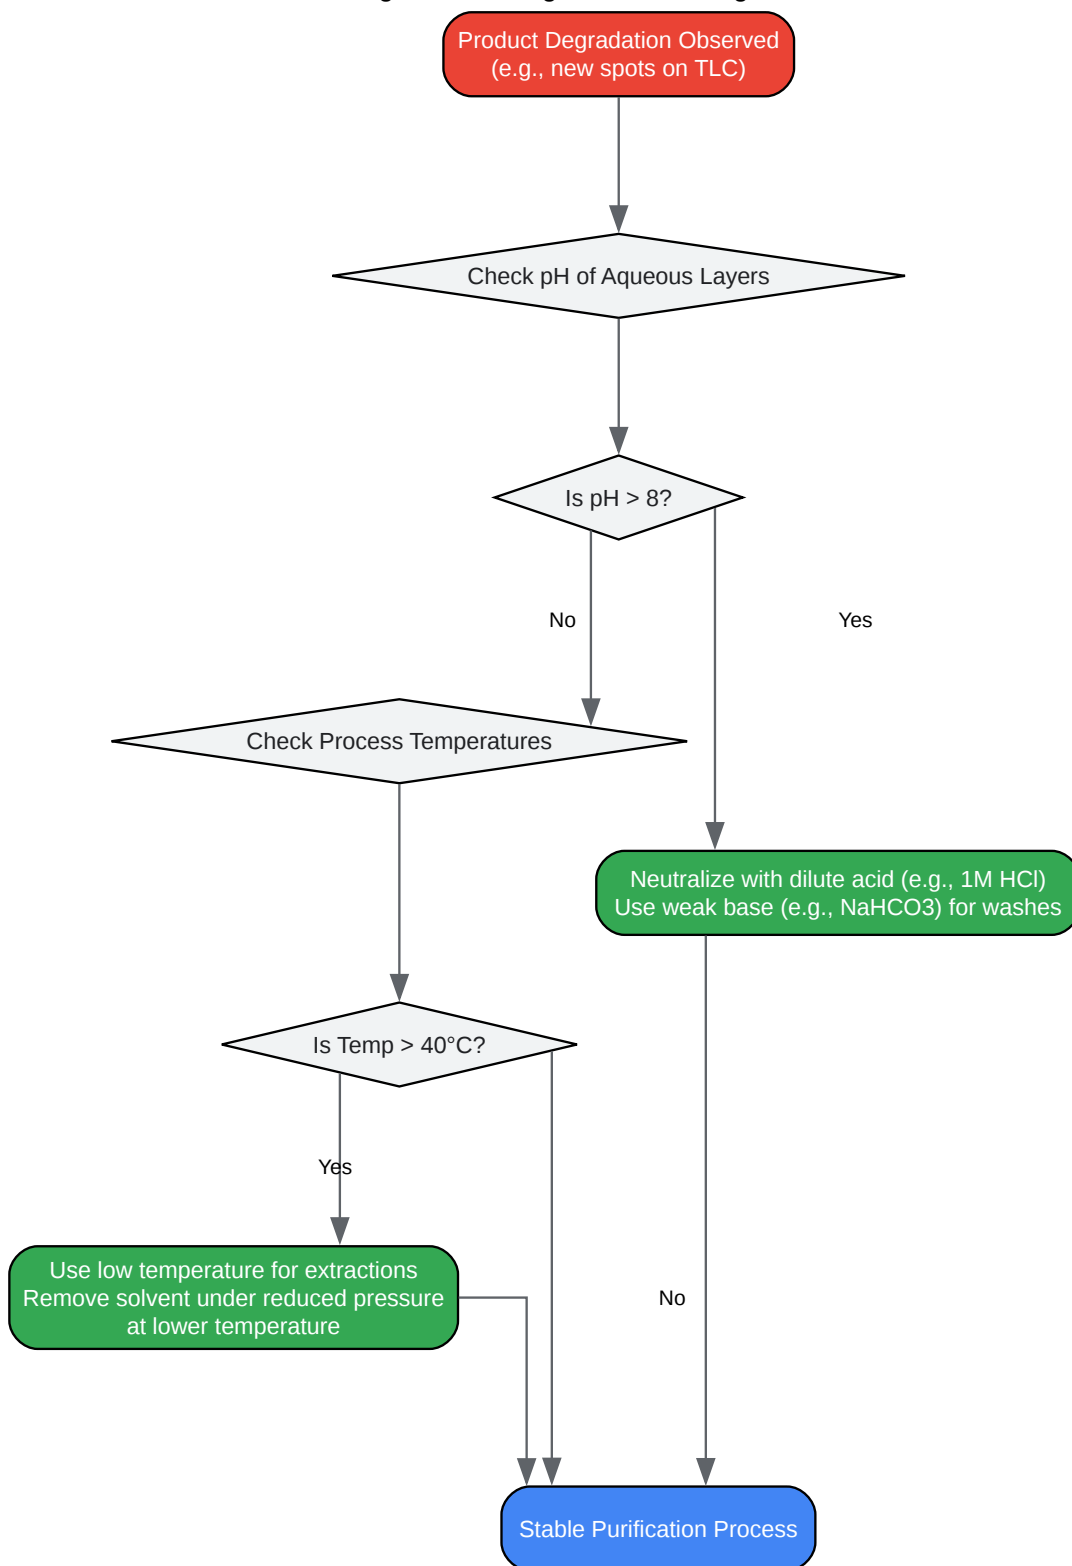 Product Degradation Observed
(e.g., new spots on TLC)
Check pH of Aqueous Layers
Is pH > 8?
No
Yes
Check Process Temperatures
Neutralize with dilute acid (e.g., 1M HCl)
Use weak base (e.g., NaHCO3) for washes
Is Temp > 40°C?
Yes
Use low temperature for extractions
Remove solvent under reduced pressure
at lower temperature
No
Stable Purification Process